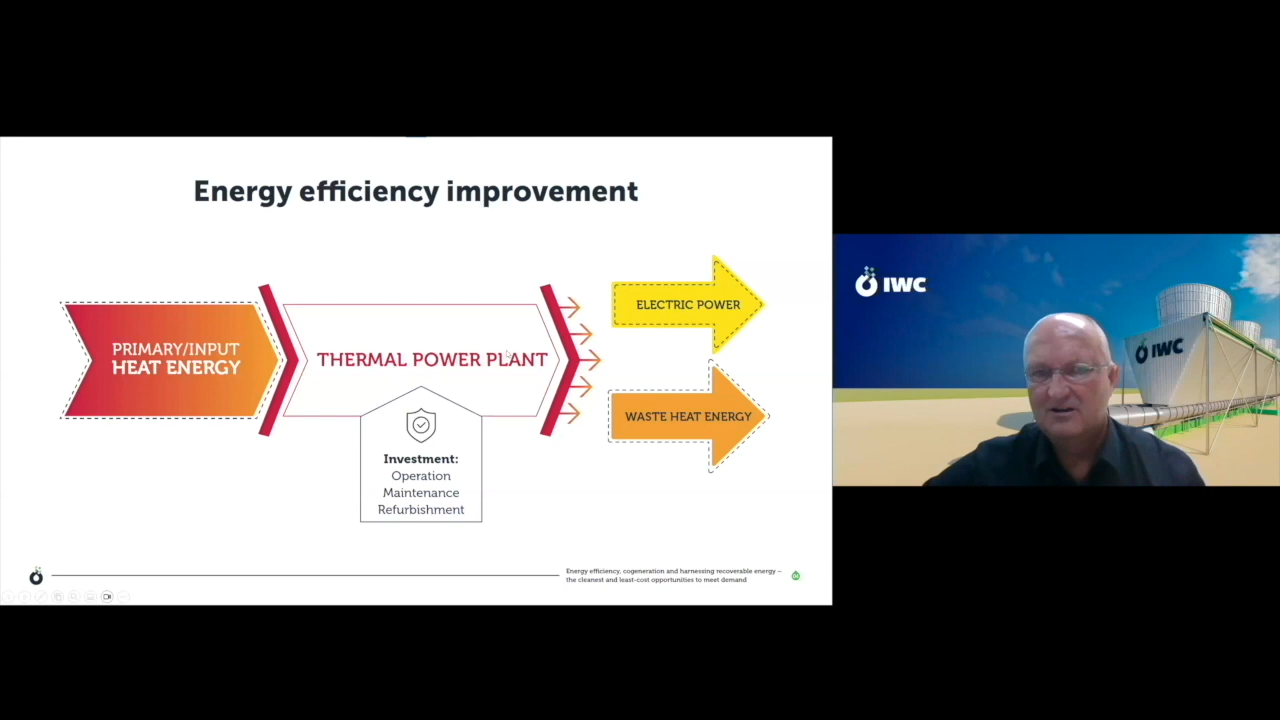 Energy efficiency improvement
PRIMARY/INPUT
HEAT ENERGY
THERMAL POWER PLANT
ELECTRIC POWER
WASTE HEAT ENERGY
Investment:
Operation
Maintenance
Refurbishment
Energy efficiency, cogeneration and harnessing recoverable energy –
the cleanest and least-cost opportunities to meet demand
IWC
IWC